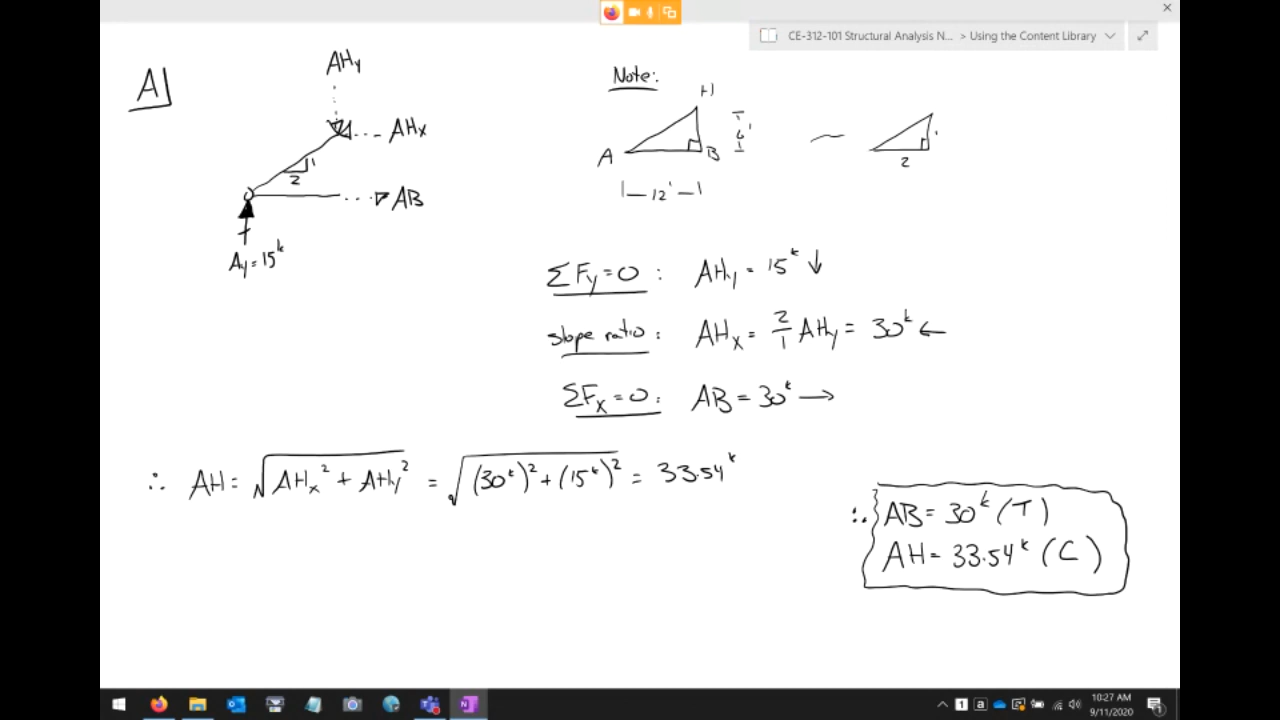 CE-312-101 Structural Analysis N... > Using the Content Library
A
AHy
AHx
1
2
AB
Ay = 15ᵏ
Note:
H
A
B
6'
12'
1
2
ΣFy = 0 : AHy = 15ᵏ ↓
slope ratio : AHx = 2/1 AHy = 30ᵏ ←
ΣFx = 0 : AB = 30ᵏ →
∴ AH = √(AHx² + AHy²) = √((30ᵏ)² + (15ᵏ)²) = 33.54ᵏ
∴ AB = 30ᵏ (T)
AH = 33.54ᵏ (C)
10:27 AM
9/11/2020